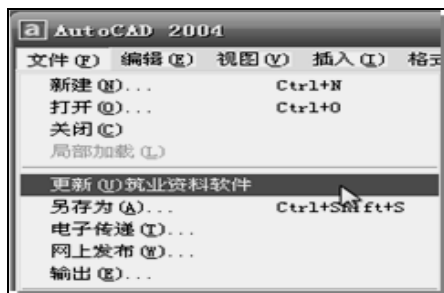 AutoCAD 2004
文件(F) 编辑(E) 视图(V) 插入(I) 格式
新建(N)... Ctrl+N
打开(O)... Ctrl+O
关闭(C)
局部加载(L)
更新(U)筑业资料软件
另存为(A)... Ctrl+Shift+S
电子传递(T)...
网上发布(W)...
输出(E)...